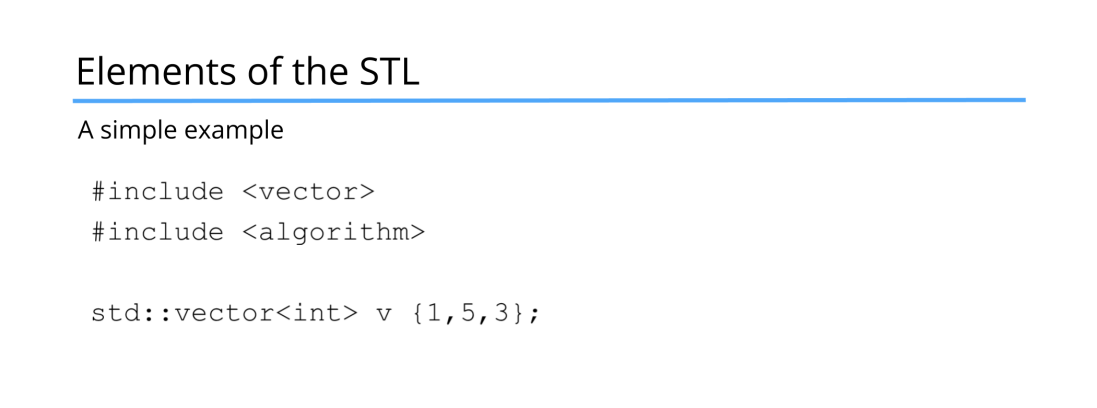 Elements of the STL
A simple example
#include <vector>
#include <algorithm>
std::vector<int> v {1,5,3};